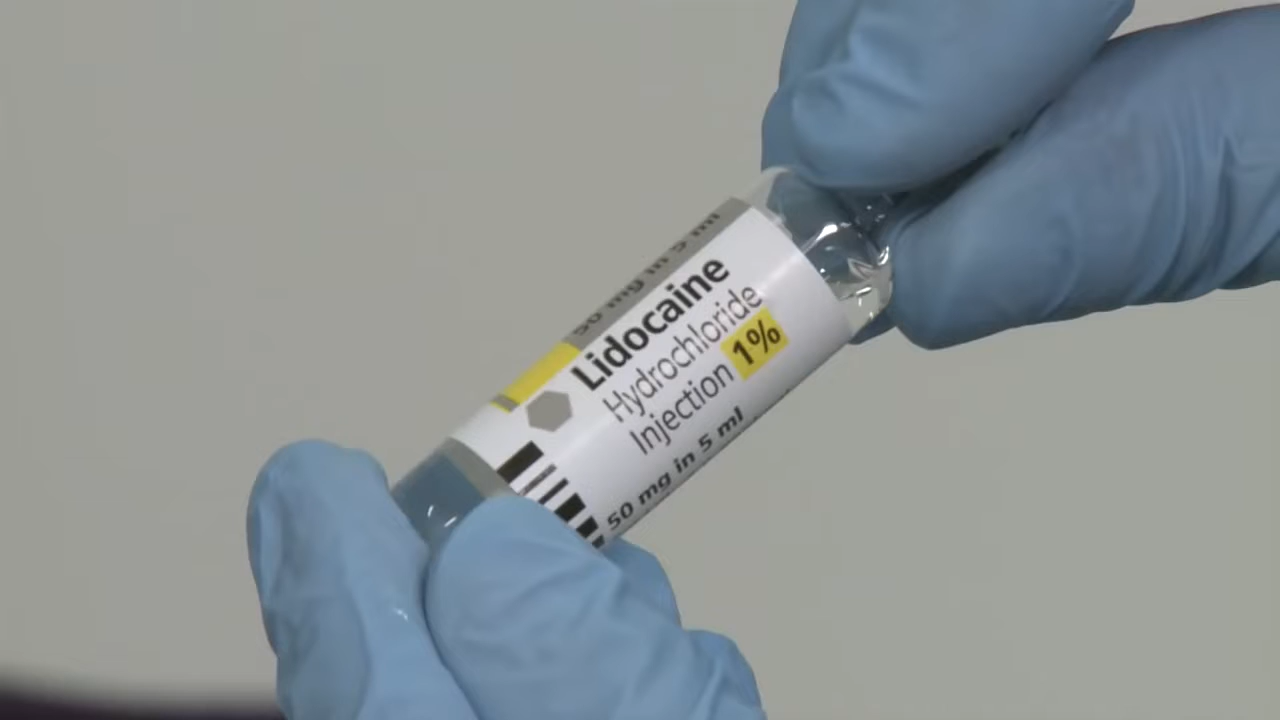 50 mg in 5 ml
Lidocaine
Hydrochloride
Injection 1%
50 mg in 5 ml